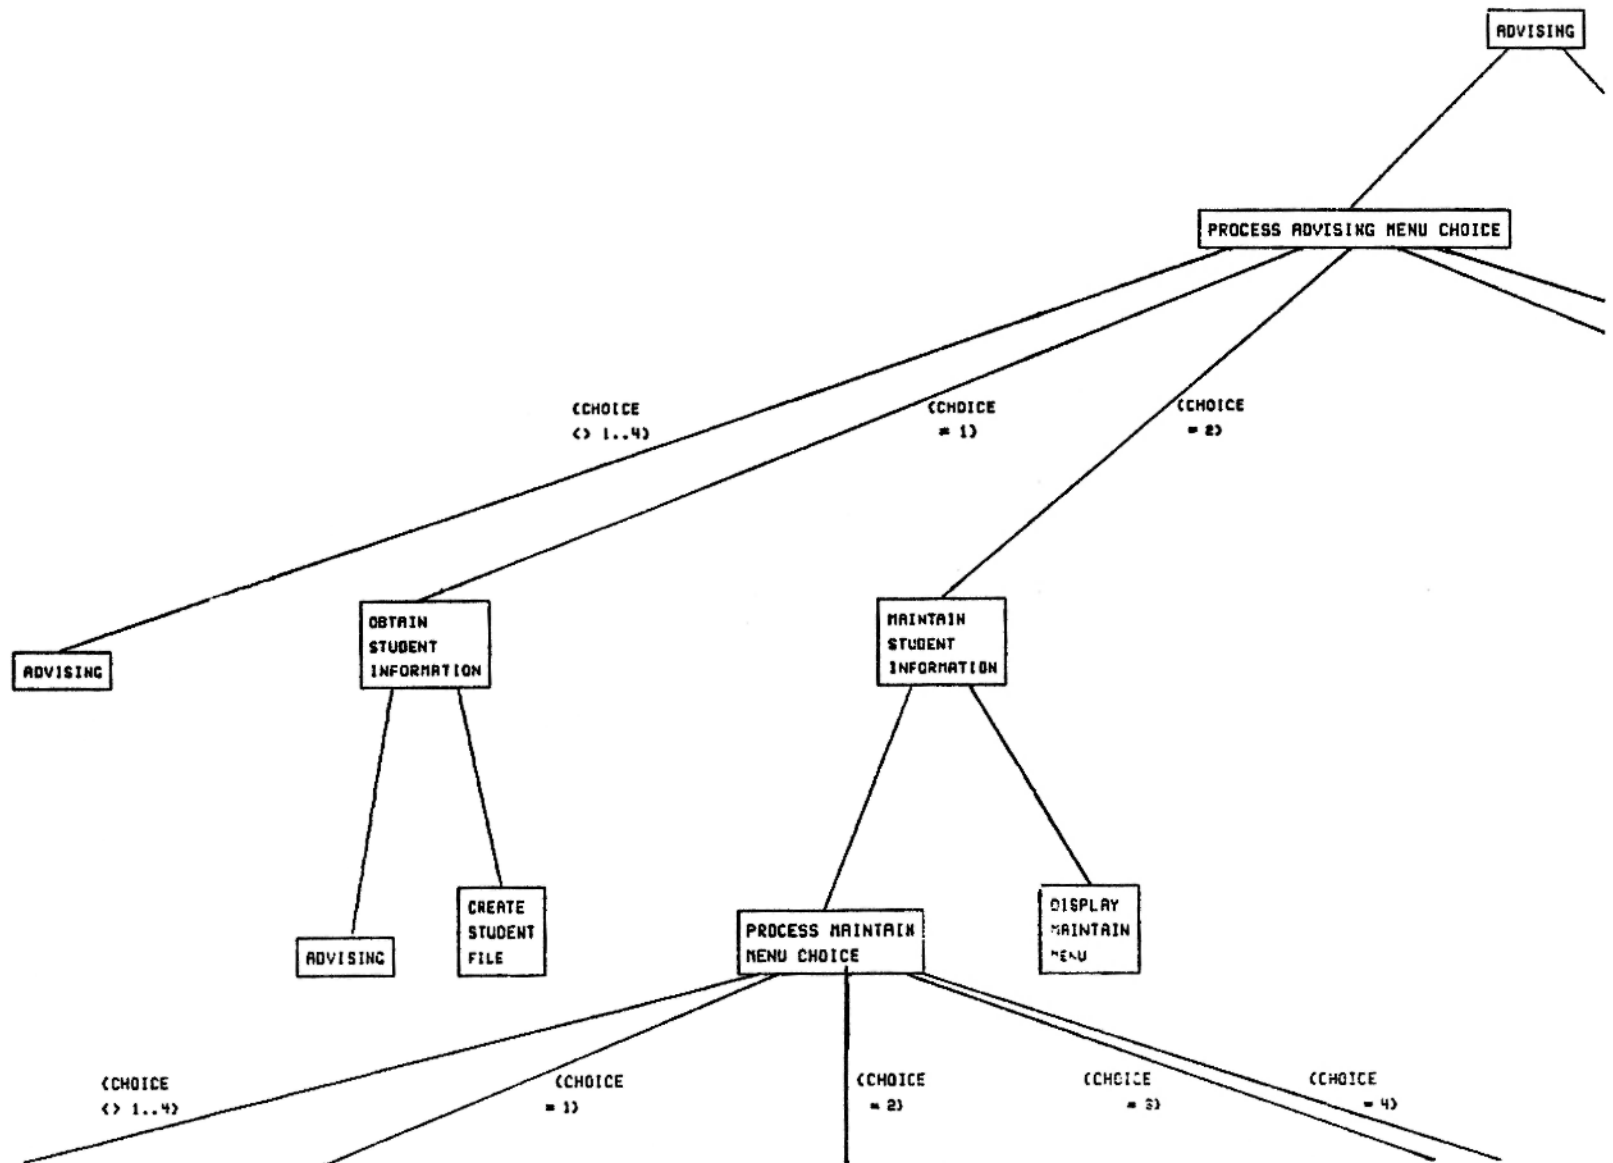 ADVISING
PROCESS ADVISING MENU CHOICE
(CHOICE
<> 1..4)
(CHOICE
= 1)
(CHOICE
= 2)
ADVISING
OBTAIN
STUDENT
INFORMATION
MAINTAIN
STUDENT
INFORMATION
ADVISING
CREATE
STUDENT
FILE
PROCESS MAINTAIN
MENU CHOICE
DISPLAY
MAINTAIN
MENU
(CHOICE
<> 1..4)
(CHOICE
= 1)
(CHOICE
= 2)
(CHOICE
= 3)
(CHOICE
= 4)